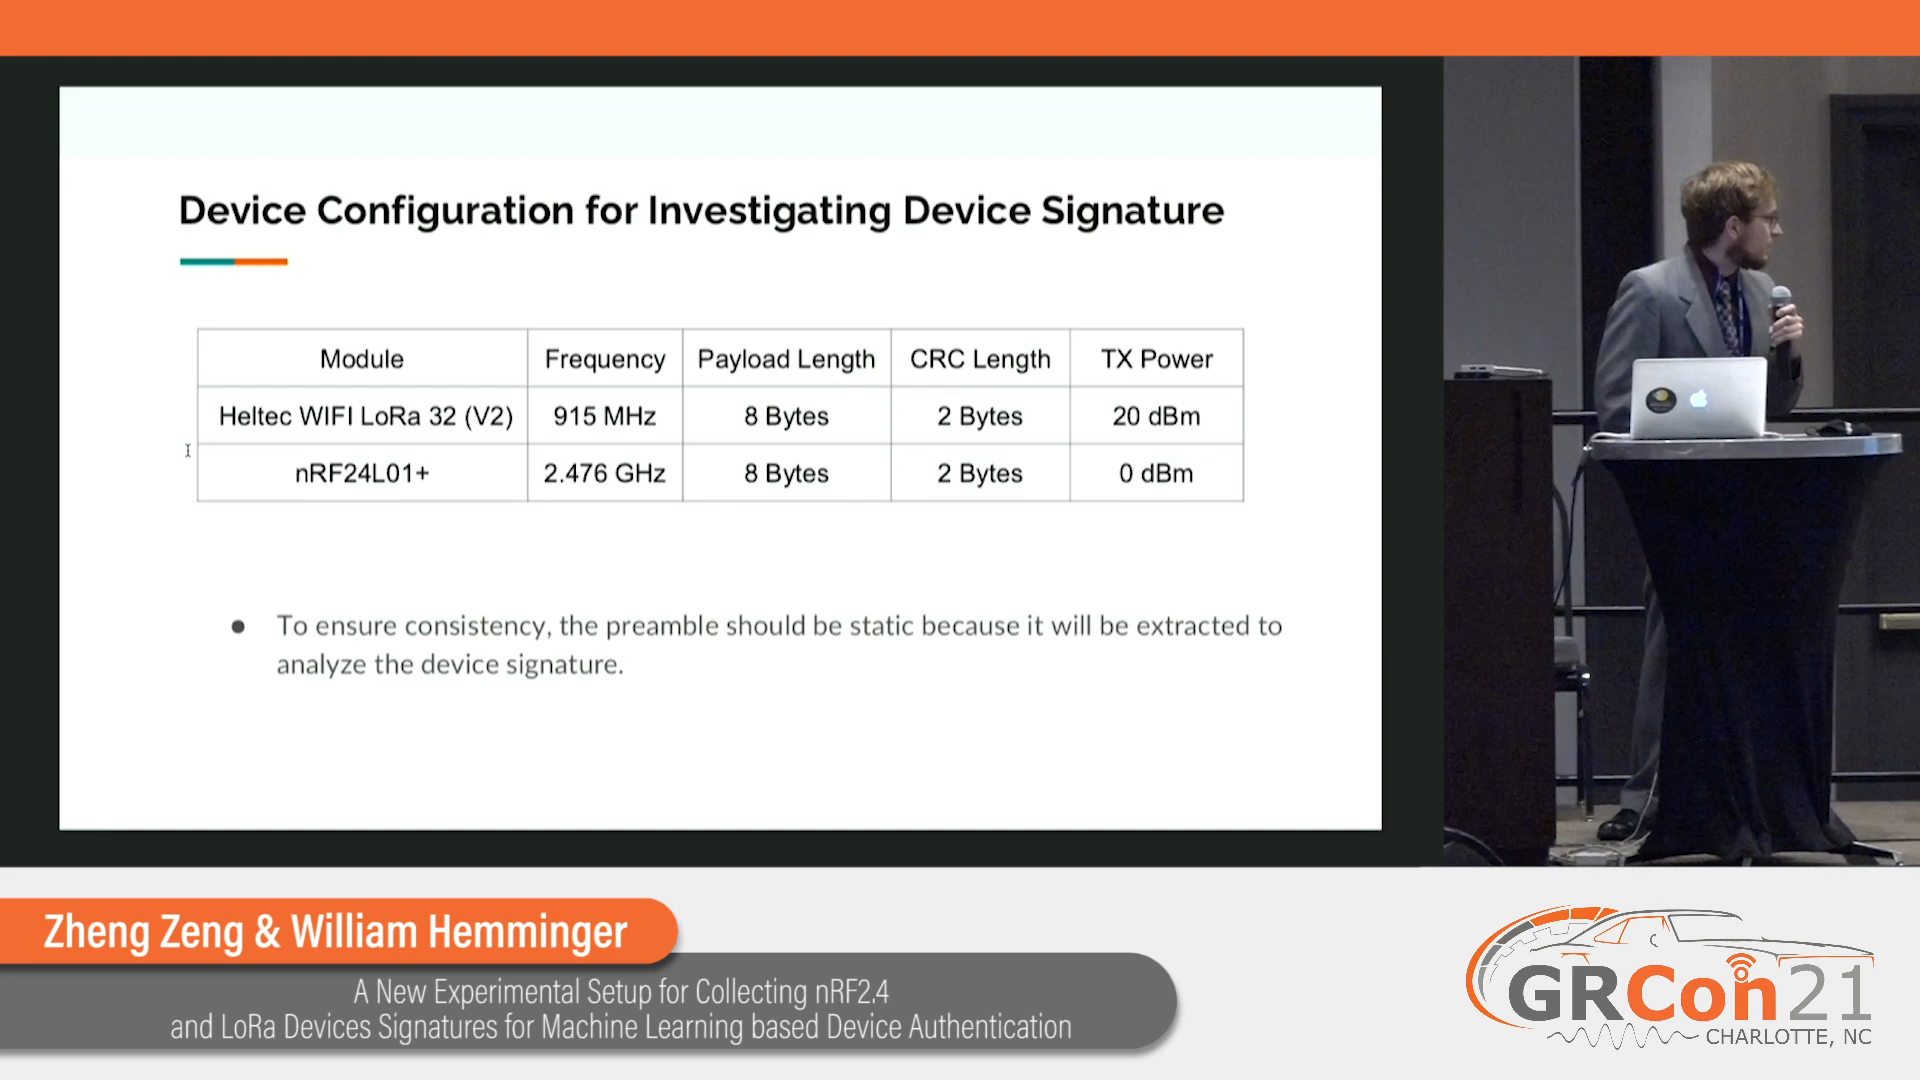 Device Configuration for Investigating Device Signature
Module Frequency Payload Length CRC Length TX Power
Heltec WIFI LoRa 32 (V2) 915 MHz 8 Bytes 2 Bytes 20 dBm
nRF24L01+ 2.476 GHz 8 Bytes 2 Bytes 0 dBm
● To ensure consistency, the preamble should be static because it will be extracted to
analyze the device signature.
Zheng Zeng & William Hemminger
A New Experimental Setup for Collecting nRF2.4
and LoRa Devices Signatures for Machine Learning based Device Authentication
GRCon21
CHARLOTTE, NC